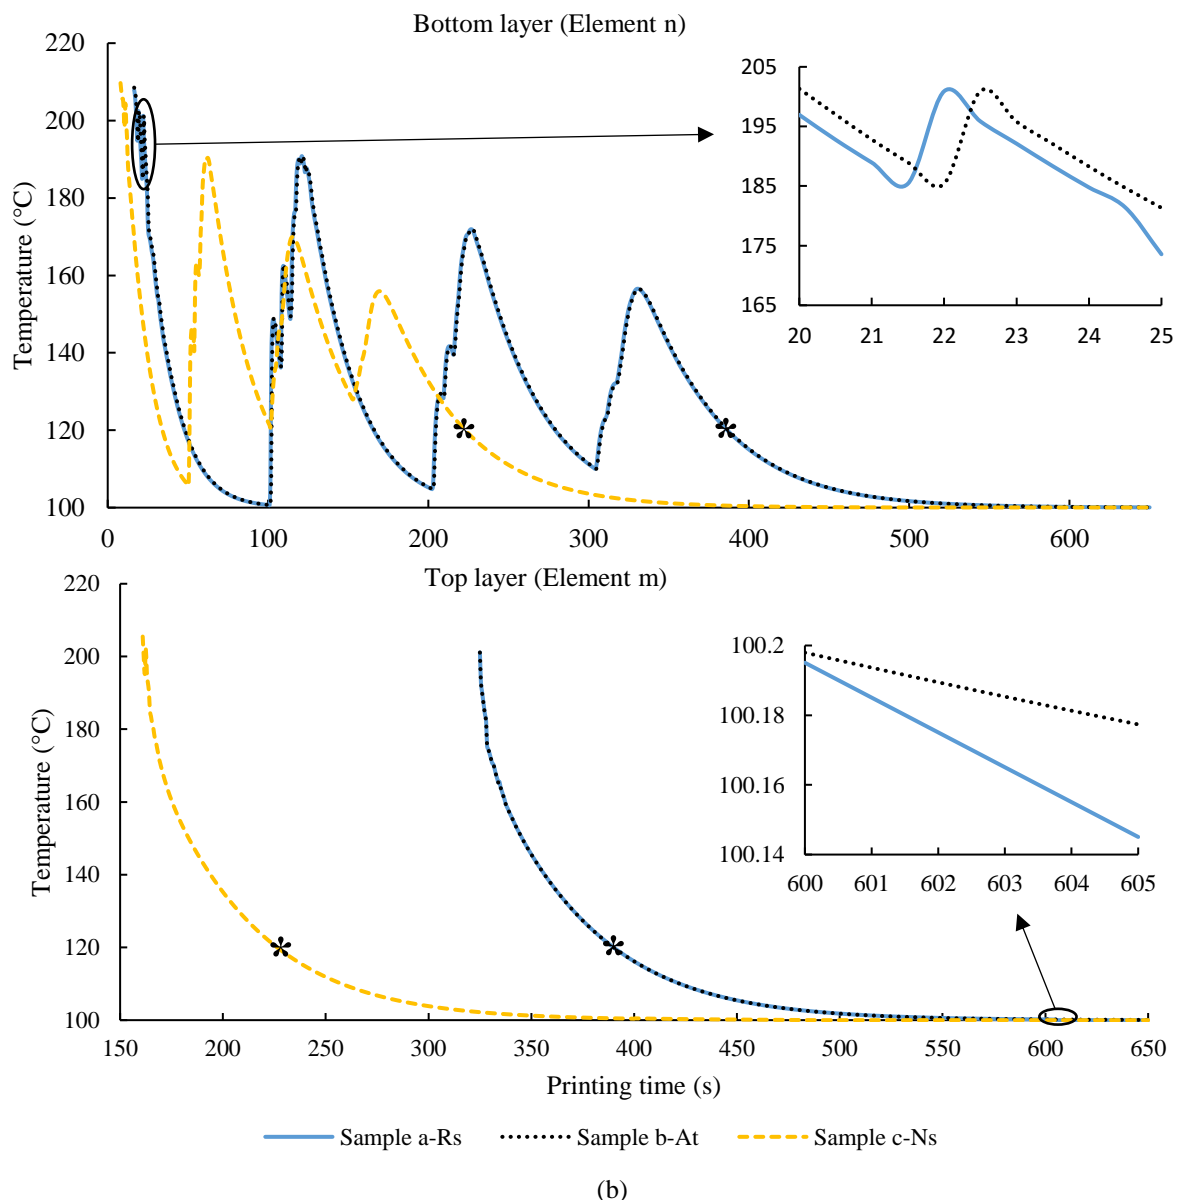 Bottom layer (Element n)
Temperature (°C)
220
200
180
160
140
120
100
0 100 200 300 400 500 600
205
195
185
175
165
20 21 22 23 24 25
Top layer (Element m)
Temperature (°C)
220
200
180
160
140
120
100
150 200 250 300 350 400 450 500 550 600 650
100.2
100.18
100.16
100.14
600 601 602 603 604 605
Printing time (s)
Sample a-Rs Sample b-At Sample c-Ns
(b)